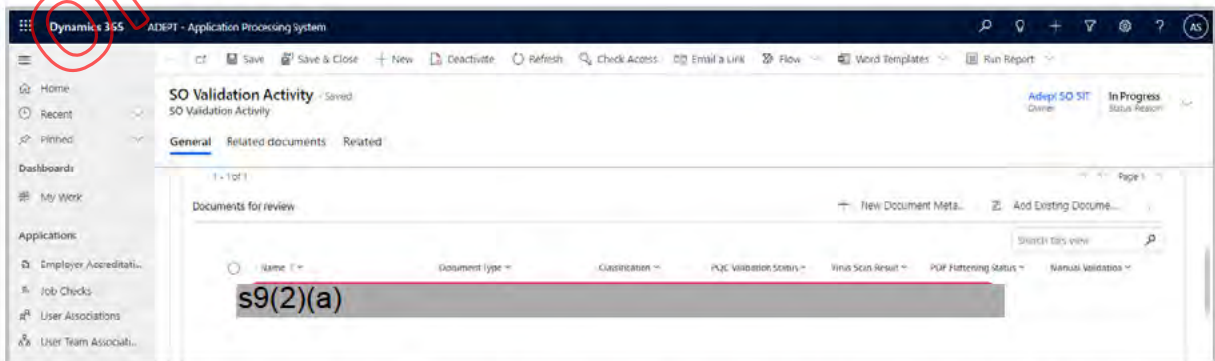 Dynamics 365 ADEPT - Application Processing System ? AS
Save Save & Close + New Deactivate Refresh Check Access Email a Link Flow Word Templates Run Report
Home
Recent
Pinned
SO Validation Activity - Saved
SO Validation Activity
Adept SO SIT In Progress
Owner Status Reason
General Related documents Related
Dashboards
My Work
1 - 1 of 1 Page 1
Documents for review + New Document Meta... Add Existing Docume...
Applications
Search this view
Employer Accreditati...
Job Checks
User Associations
User Team Associati...
Name ↑ Document Type Classification PQC Validation Status Virus Scan Result PDF Flattening Status Manual Validation
s9(2)(a)